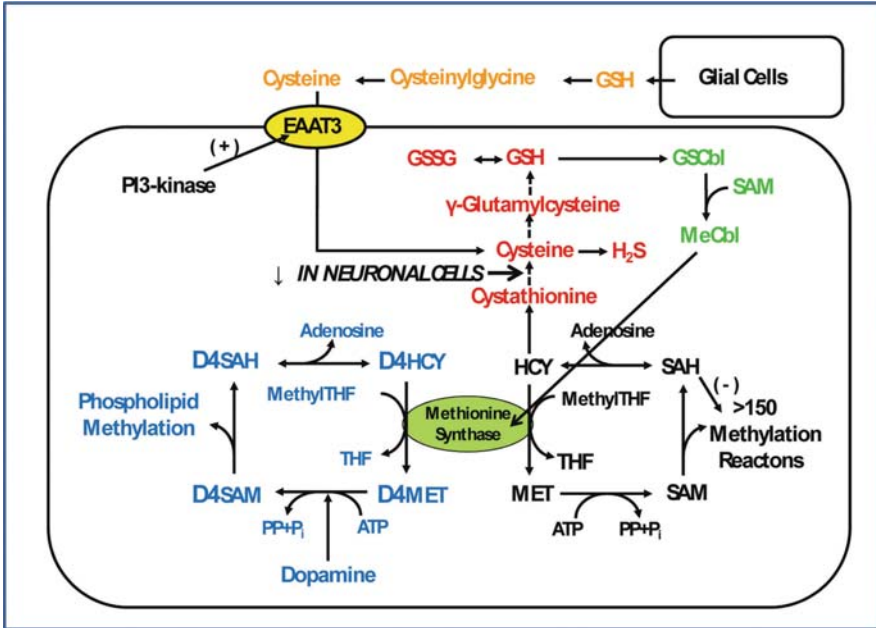 Cysteine
Cysteinylglycine
GSH
Glial Cells
EAAT3
(+)
PI3-kinase
GSSG
GSH
GSCbl
SAM
γ-Glutamylcysteine
MeCbl
Cysteine
H₂S
↓ IN NEURONALCELLS
Cystathionine
Adenosine
Adenosine
D4SAH
D4HCY
HCY
SAH
(-)
MethylTHF
MethylTHF
>150
Phospholipid
Methylation
Methionine
Synthase
Methylation
Reactons
THF
THF
D4SAM
D4MET
MET
SAM
PP+Pᵢ
ATP
ATP
PP+Pᵢ
Dopamine